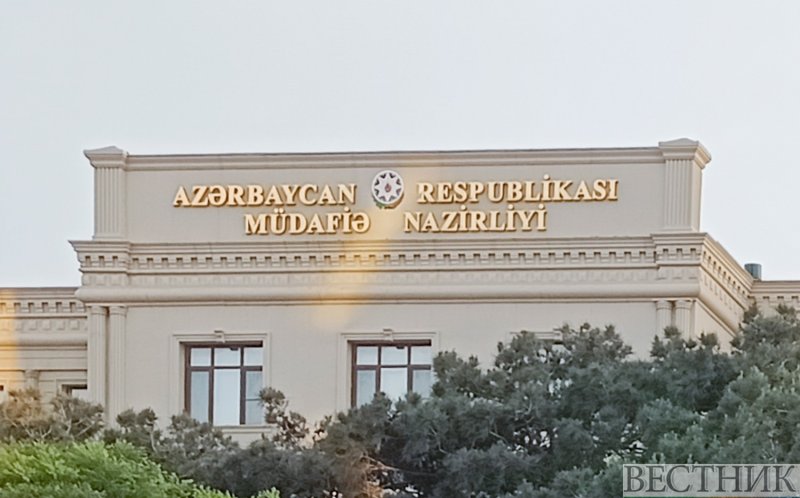 AZƏRBAYCAN RESPUBLİKASI
MÜDAFİƏ NAZİRLİYİ
ВЕСТНИК